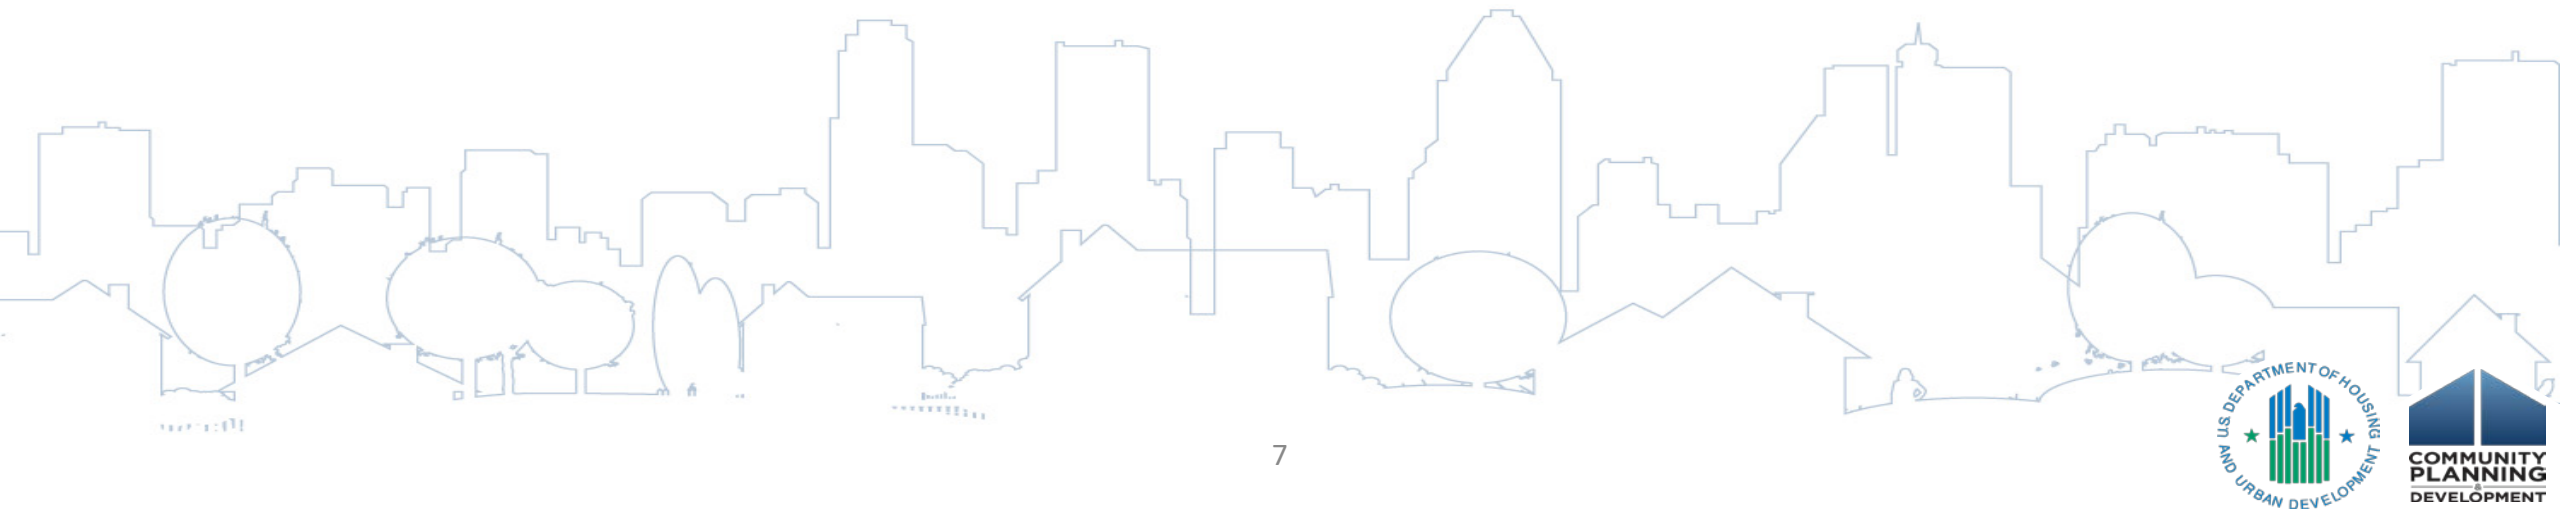 7
U.S. DEPARTMENT OF HOUSING
AND URBAN DEVELOPMENT
COMMUNITY
PLANNING
&
DEVELOPMENT